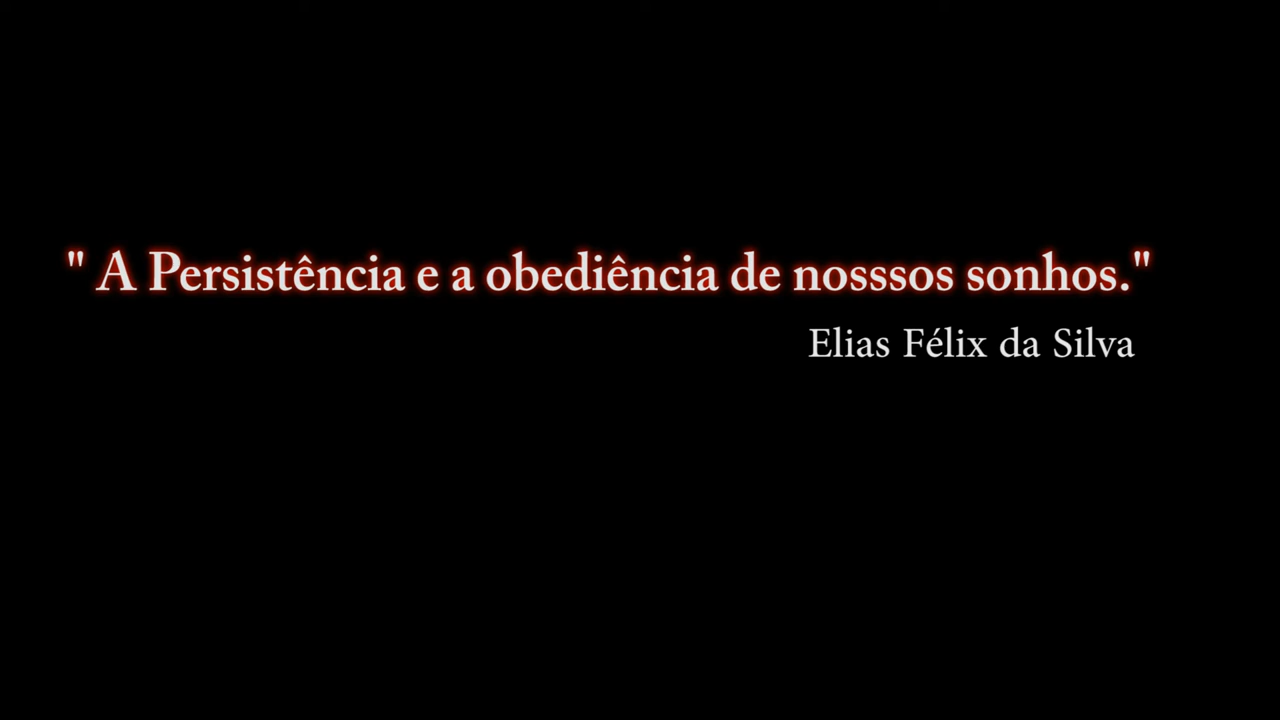 " A Persistência e a obediência de nosssos sonhos."
Elias Félix da Silva